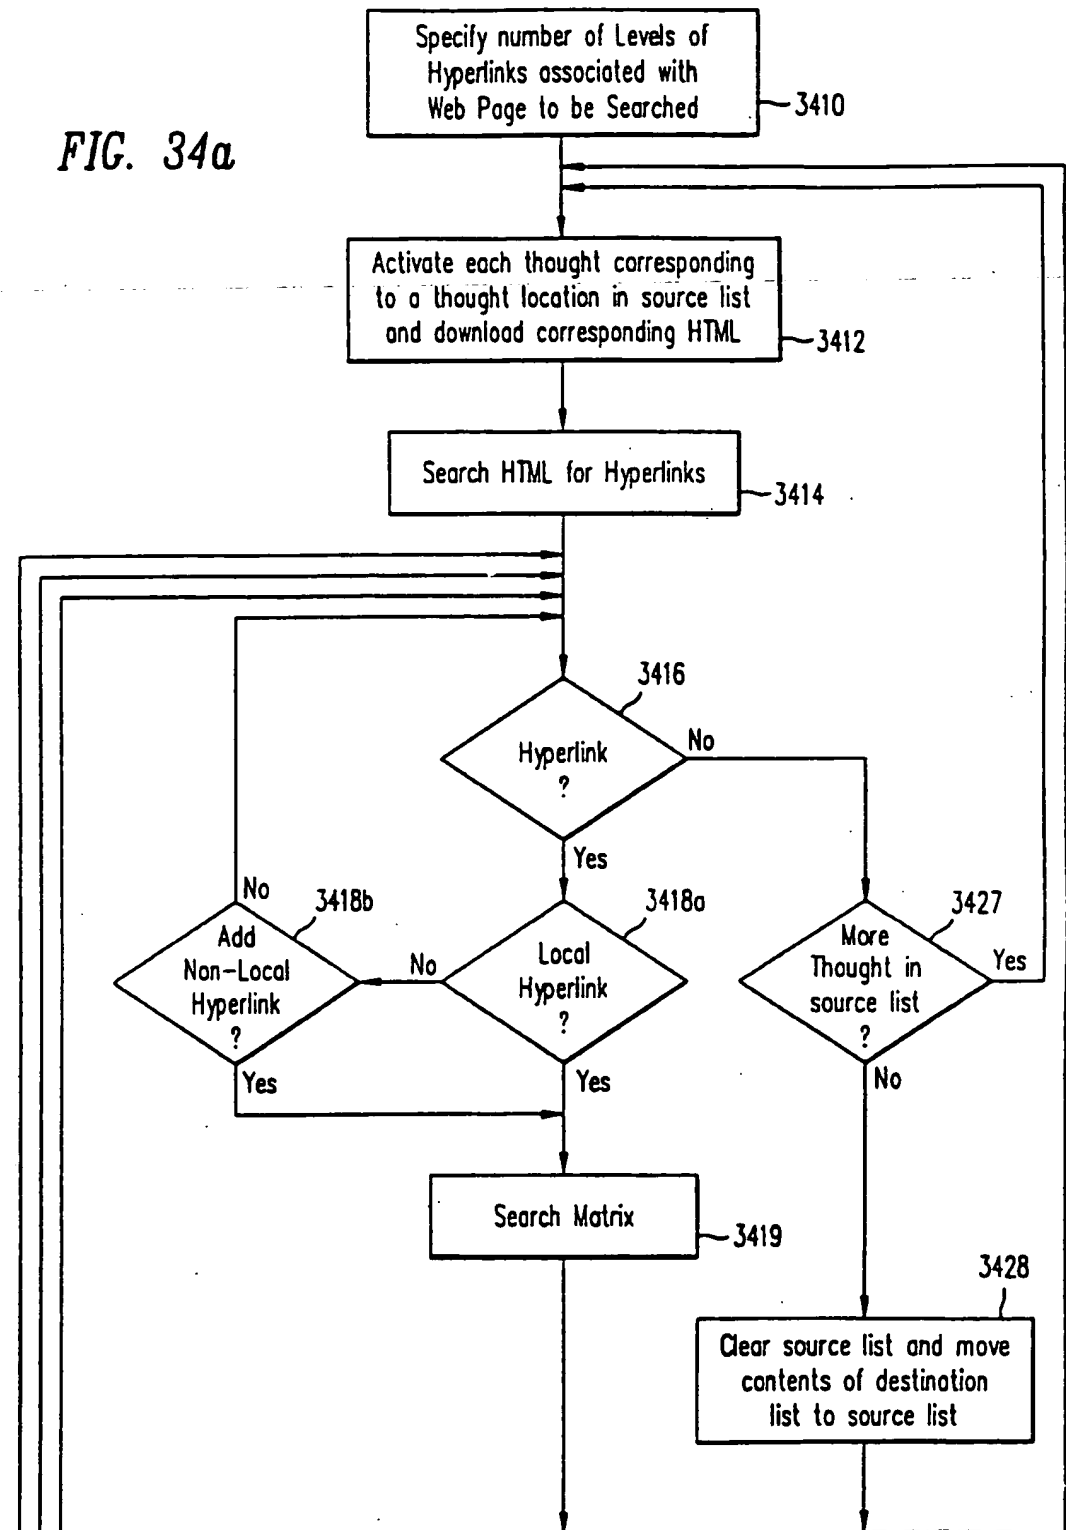 Specify number of Levels of
Hyperlinks associated with
Web Page to be Searched
3410
FIG. 34a
Activate each thought corresponding
to a thought location in source list
and download corresponding HTML
3412
Search HTML for Hyperlinks
3414
3416
Hyperlink
?
No
Yes
No
3418b
Add
Non-Local
Hyperlink
?
Yes
No
3418a
Local
Hyperlink
?
Yes
3427
More
Thought in
source list
?
Yes
No
Search Matrix
3419
3428
Clear source list and move
contents of destination
list to source list